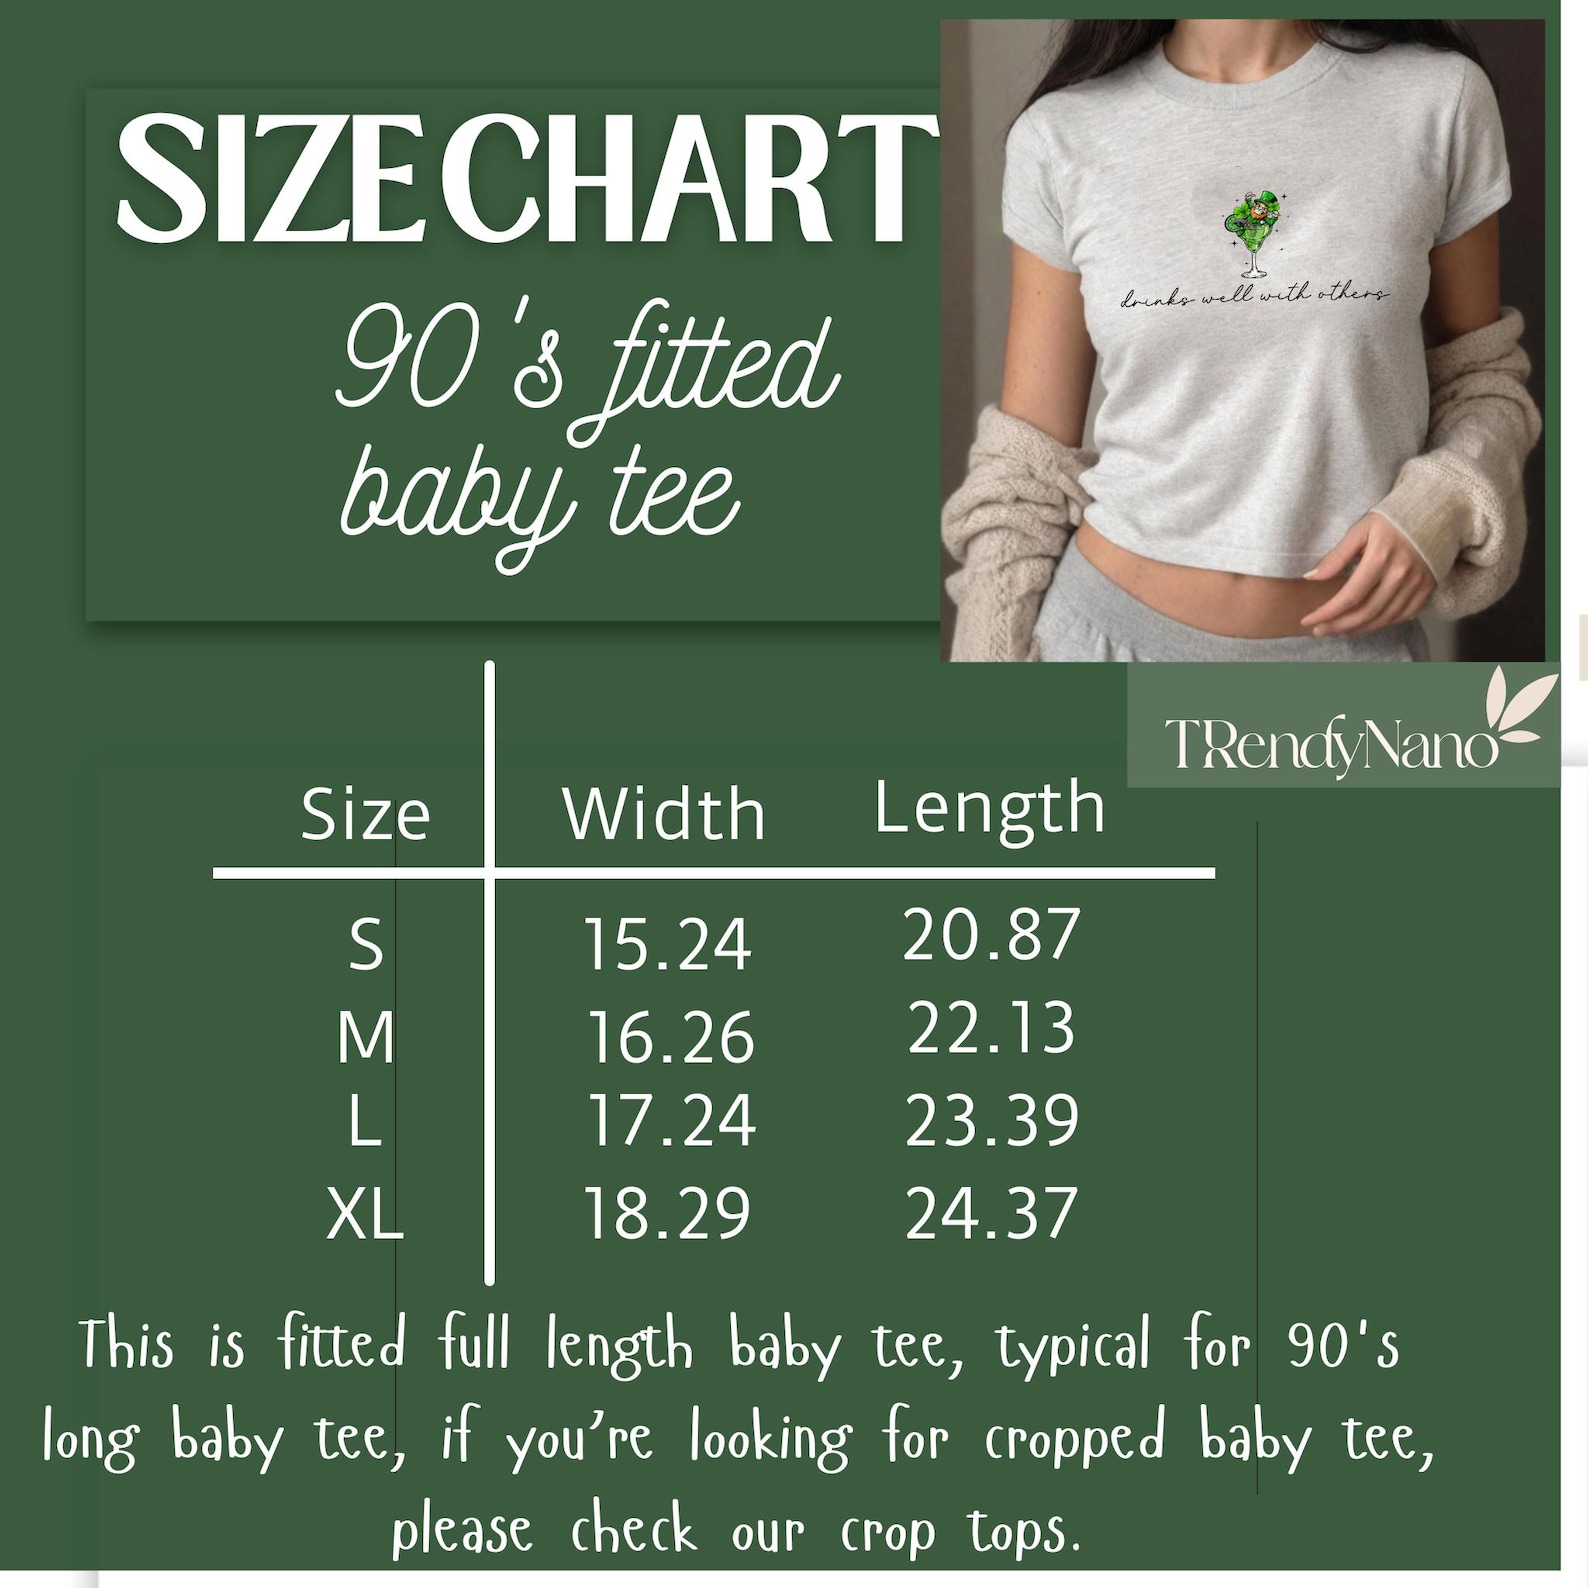 SIZE CHART
90's fitted
baby tee
drinks well with others
TRendyNano
Size Width Length
S 15.24 20.87
M 16.26 22.13
L 17.24 23.39
XL 18.29 24.37
This is fitted full length baby tee, typical for 90's
long baby tee, if you’re looking for cropped baby tee,
please check our crop tops.